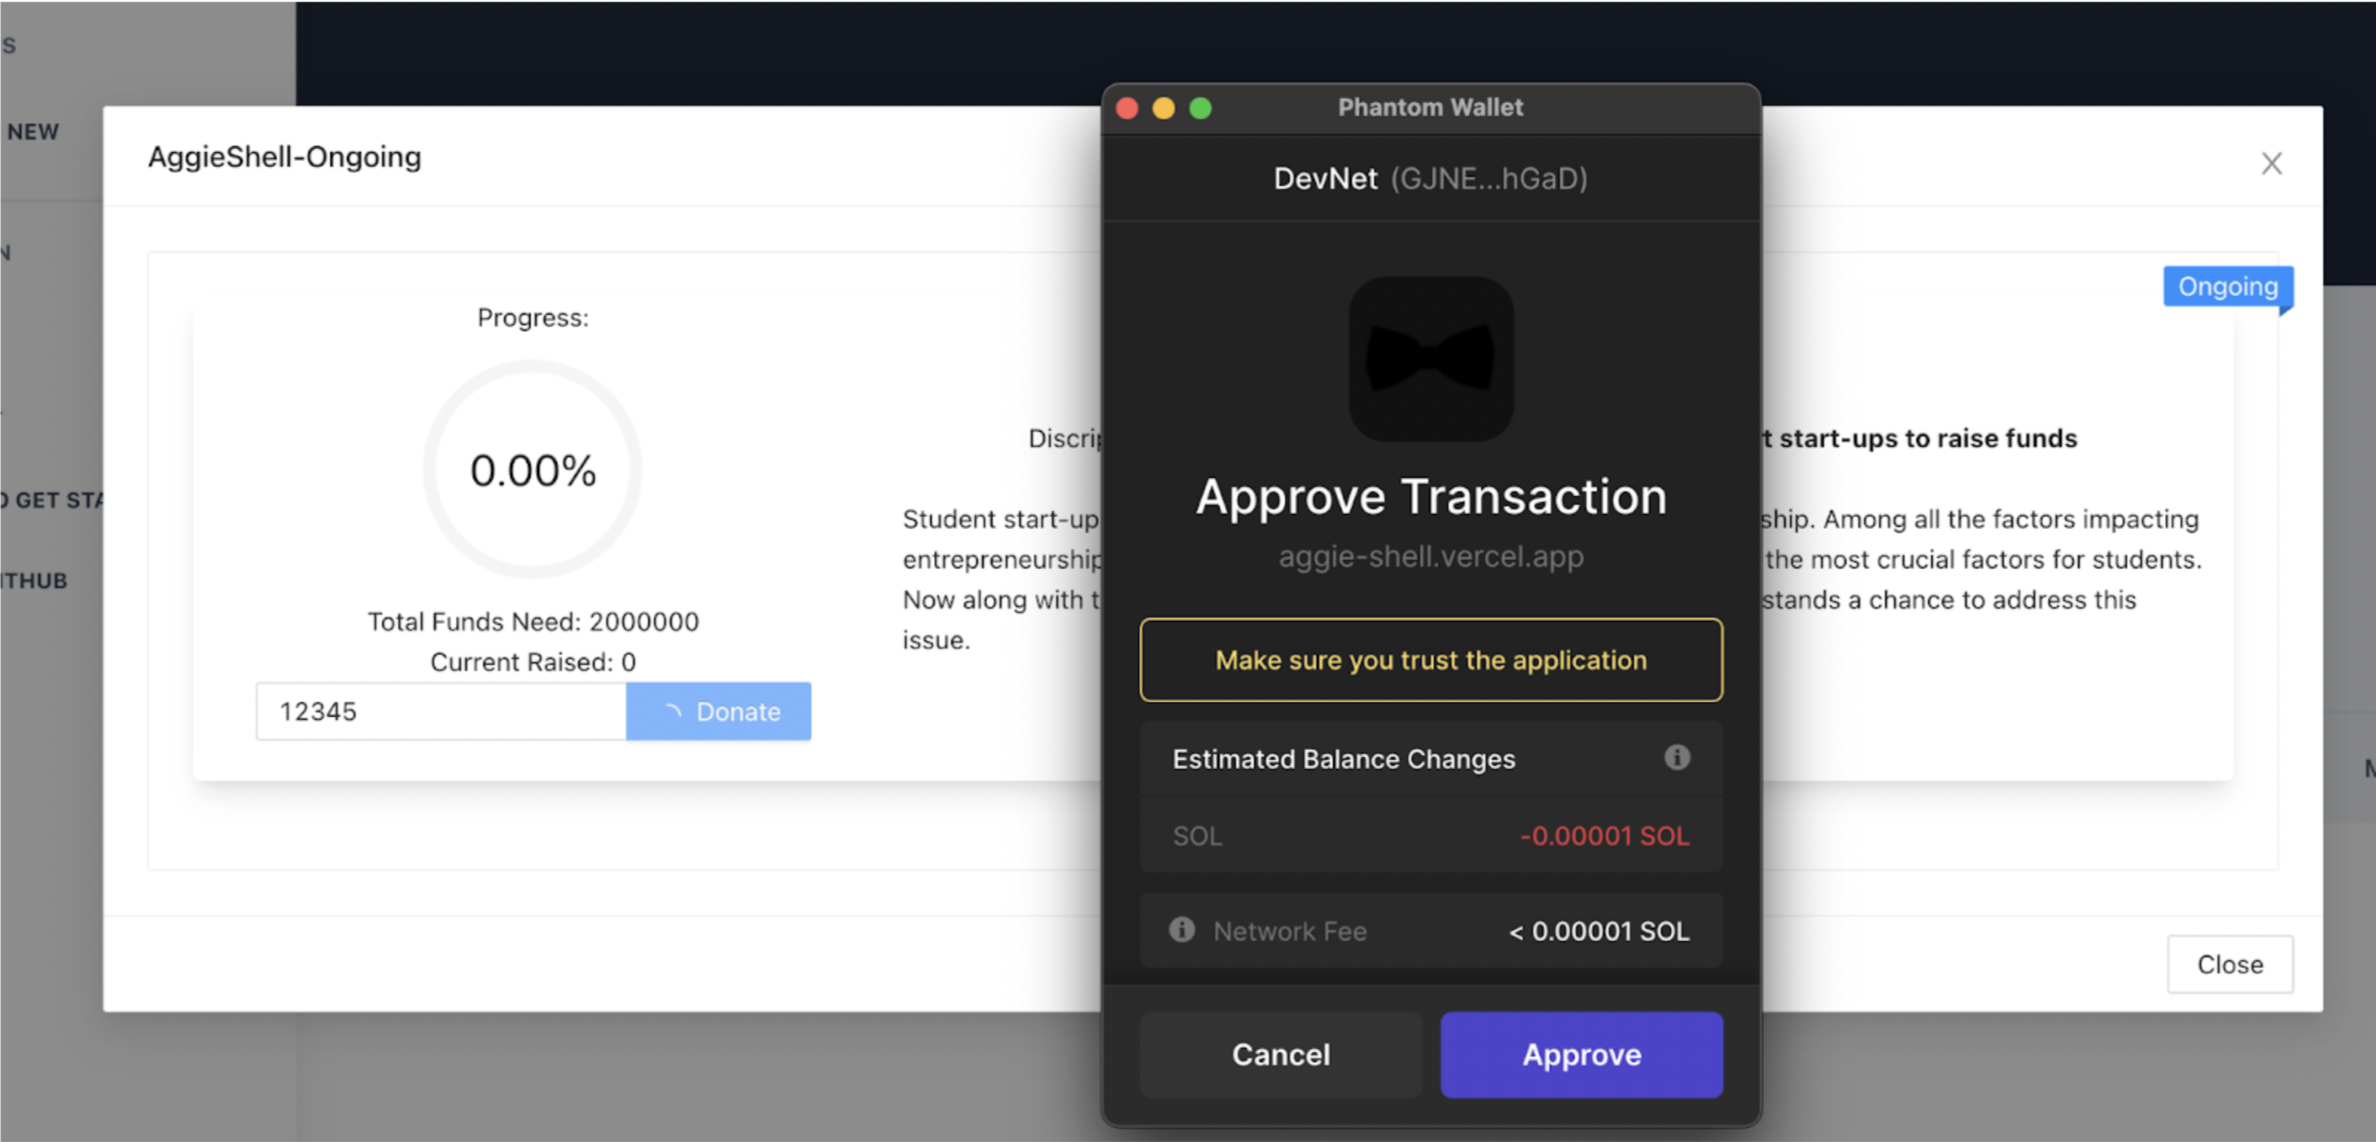 S
NEW
N
GET STA
ITHUB
AggieShell-Ongoing
Ongoing
Progress:
0.00%
Total Funds Need: 2000000
Current Raised: 0
12345
Donate
Discrip
t start-ups to raise funds
Student start-up
ship. Among all the factors impacting
entrepreneurship
the most crucial factors for students.
Now along with t
stands a chance to address this
issue.
Close
M
Phantom Wallet
DevNet (GJNE...hGaD)
Approve Transaction
aggie-shell.vercel.app
Make sure you trust the application
Estimated Balance Changes
SOL -0.00001 SOL
Network Fee < 0.00001 SOL
Cancel Approve